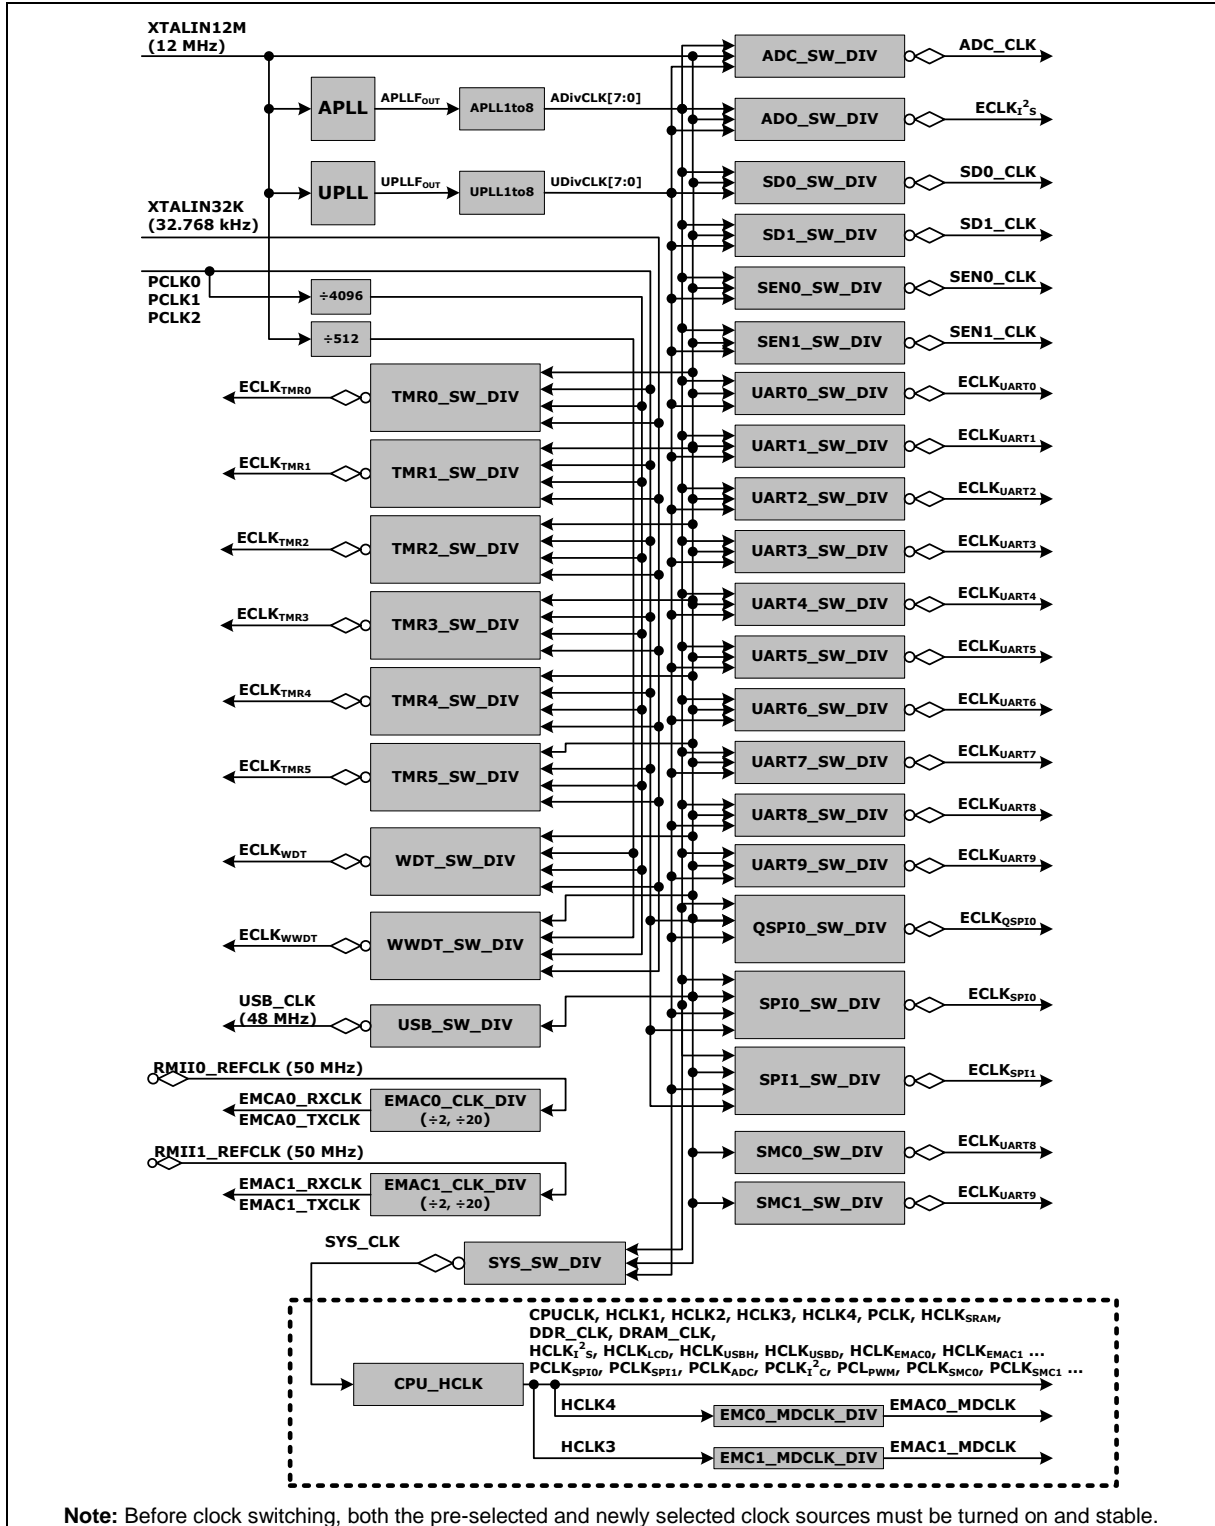 XTALIN12M
(12 MHz)
APLL
APLLFOUT
APLL1to8
ADivCLK[7:0]
UPLL
UPLLFOUT
UPLL1to8
UDivCLK[7:0]
XTALIN32K
(32.768 kHz)
PCLK0
PCLK1
PCLK2
÷4096
÷512
ADC_SW_DIV
ADC_CLK
ADO_SW_DIV
ECLKI²S
SD0_SW_DIV
SD0_CLK
SD1_SW_DIV
SD1_CLK
SEN0_SW_DIV
SEN0_CLK
SEN1_SW_DIV
SEN1_CLK
UART0_SW_DIV
ECLKUART0
UART1_SW_DIV
ECLKUART1
UART2_SW_DIV
ECLKUART2
UART3_SW_DIV
ECLKUART3
UART4_SW_DIV
ECLKUART4
UART5_SW_DIV
ECLKUART5
UART6_SW_DIV
ECLKUART6
UART7_SW_DIV
ECLKUART7
UART8_SW_DIV
ECLKUART8
UART9_SW_DIV
ECLKUART9
QSPI0_SW_DIV
ECLKQSPI0
SPI0_SW_DIV
ECLKSPI0
SPI1_SW_DIV
ECLKSPI1
SMC0_SW_DIV
ECLKUART8
SMC1_SW_DIV
ECLKUART9
ECLKTMR0
TMR0_SW_DIV
ECLKTMR1
TMR1_SW_DIV
ECLKTMR2
TMR2_SW_DIV
ECLKTMR3
TMR3_SW_DIV
ECLKTMR4
TMR4_SW_DIV
ECLKTMR5
TMR5_SW_DIV
ECLKWDT
WDT_SW_DIV
ECLKWWDT
WWDT_SW_DIV
USB_CLK
(48 MHz)
USB_SW_DIV
RMII0_REFCLK (50 MHz)
EMCA0_RXCLK
EMCA0_TXCLK
EMAC0_CLK_DIV
(÷2, ÷20)
RMII1_REFCLK (50 MHz)
EMAC1_RXCLK
EMAC1_TXCLK
EMAC1_CLK_DIV
(÷2, ÷20)
SYS_CLK
SYS_SW_DIV
CPUCLK, HCLK1, HCLK2, HCLK3, HCLK4, PCLK, HCLKSRAM,
DDR_CLK, DRAM_CLK,
HCLKI²S, HCLKLCD, HCLKUSBH, HCLKUSBD, HCLKEMAC0, HCLKEMAC1 ...
PCLKSPI0, PCLKSPI1, PCLKADC, PCLKI²C, PCLPWM, PCLKSMC0, PCLKSMC1 ...
CPU_HCLK
HCLK4
EMC0_MDCLK_DIV
EMAC0_MDCLK
HCLK3
EMC1_MDCLK_DIV
EMAC1_MDCLK
Note: Before clock switching, both the pre-selected and newly selected clock sources must be turned on and stable.